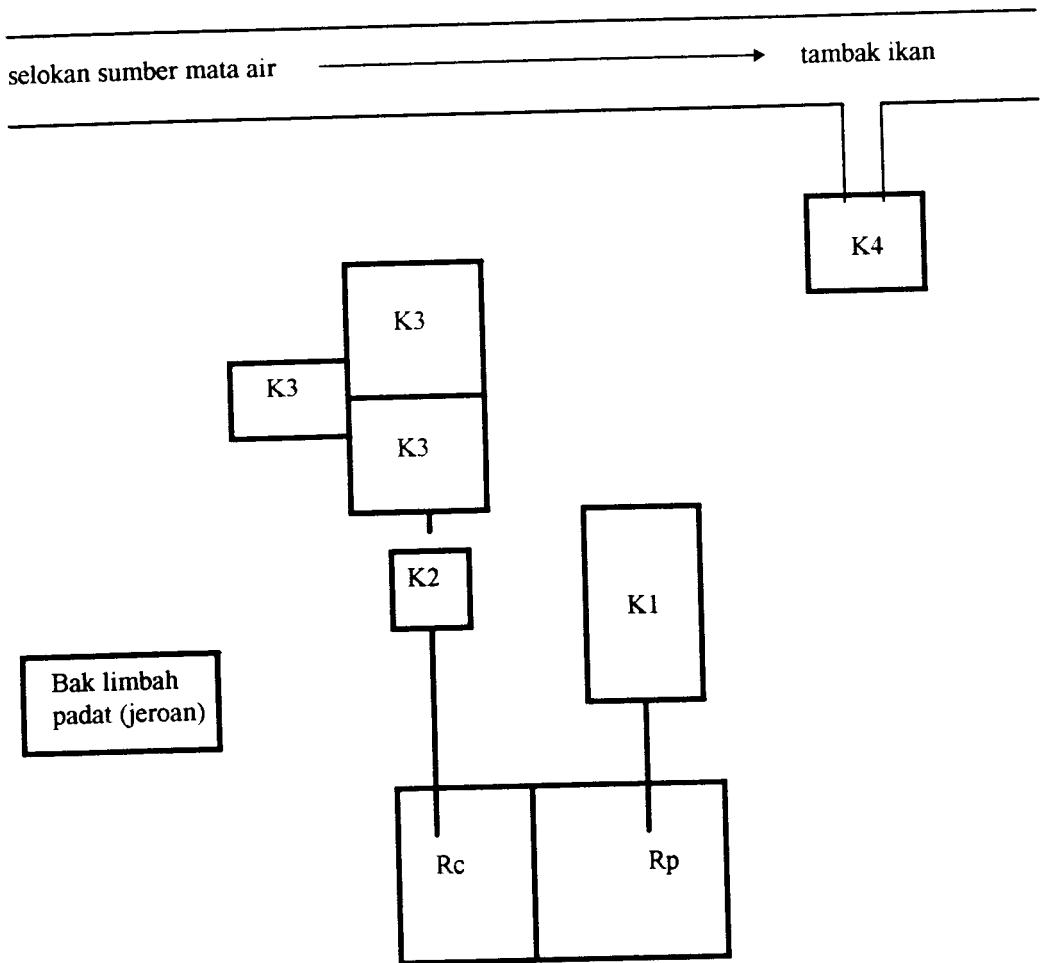 selokan sumber mata air
tambak ikan
K4
K3
K3
K3
K2
K1
Bak limbah
padat (jeroan)
Rc
Rp